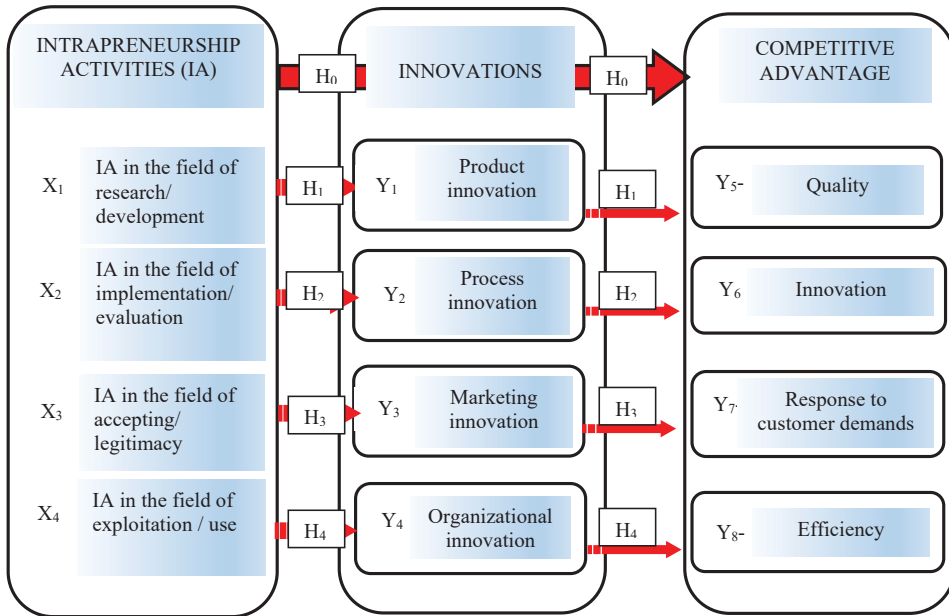 INTRAPRENEURSHIP
ACTIVITIES (IA)
H₀
INNOVATIONS
H₀
COMPETITIVE
ADVANTAGE
X₁
IA in the field of
research/
development
H₁
Y₁
Product
innovation
H₁
Y₅-
Quality
X₂
IA in the field of
implementation/
evaluation
H₂
Y₂
Process
innovation
H₂
Y₆
Innovation
X₃
IA in the field of
accepting/
legitimacy
H₃
Y₃
Marketing
innovation
H₃
Y₇-
Response to
customer demands
X₄
IA in the field of
exploitation / use
H₄
Y₄
Organizational
innovation
H₄
Y₈-
Efficiency